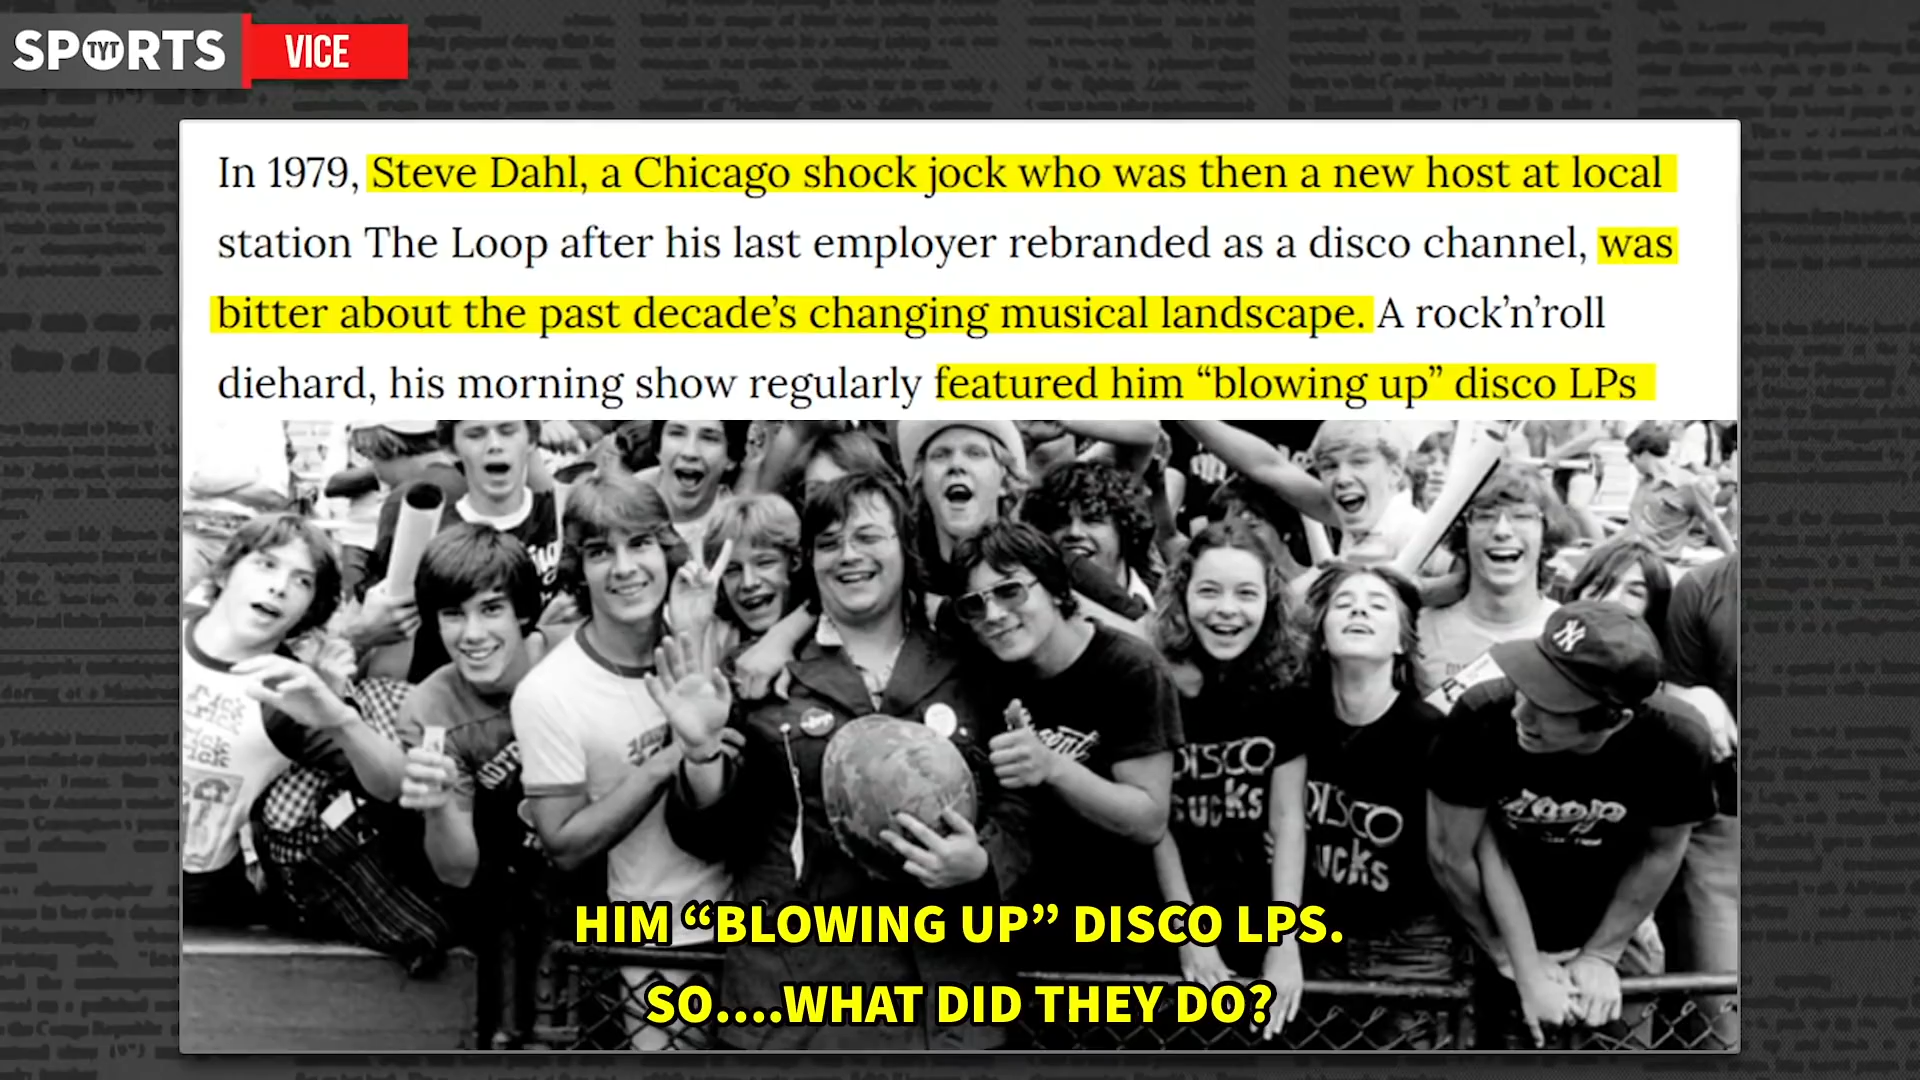 SPORTS
TYT
VICE
In 1979, Steve Dahl, a Chicago shock jock who was then a new host at local
station The Loop after his last employer rebranded as a disco channel, was
bitter about the past decade’s changing musical landscape. A rock’n’roll
diehard, his morning show regularly featured him “blowing up” disco LPs
DISCO
SUCKS
DISCO
SUCKS
HIM “BLOWING UP” DISCO LPS.
SO....WHAT DID THEY DO?